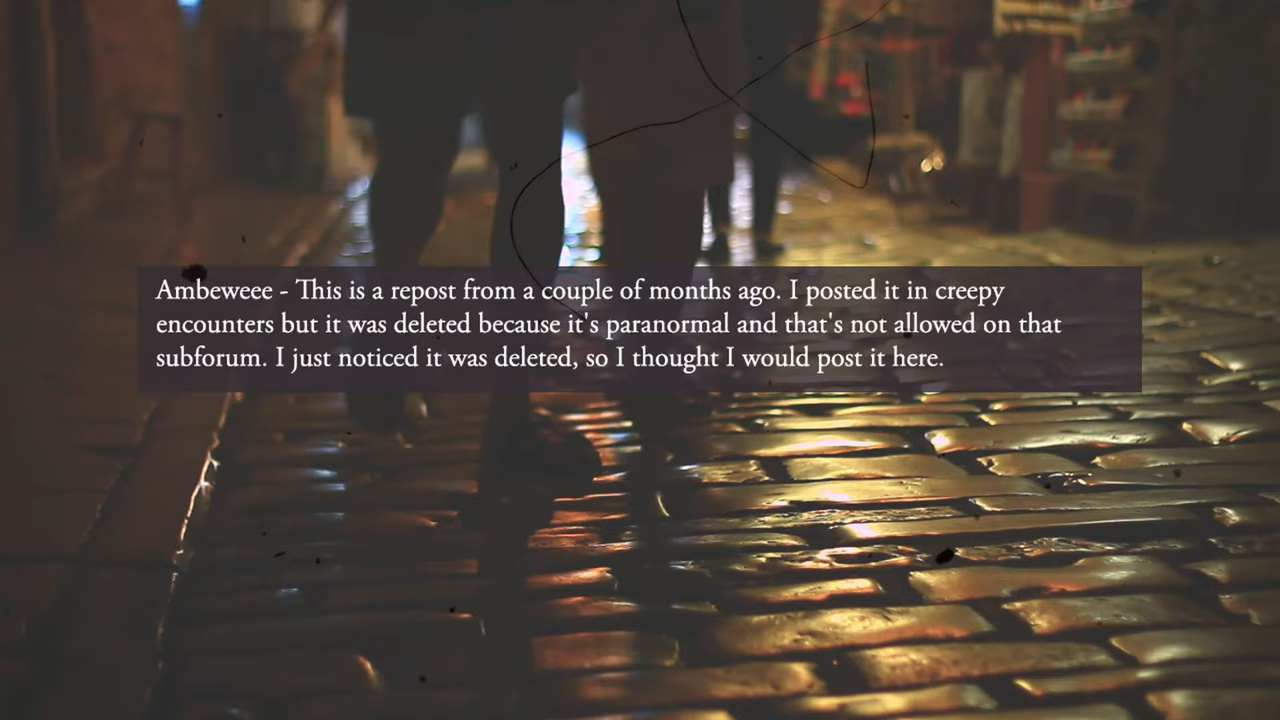 Ambeweee - This is a repost from a couple of months ago. I posted it in creepy
encounters but it was deleted because it's paranormal and that's not allowed on that
subforum. I just noticed it was deleted, so I thought I would post it here.